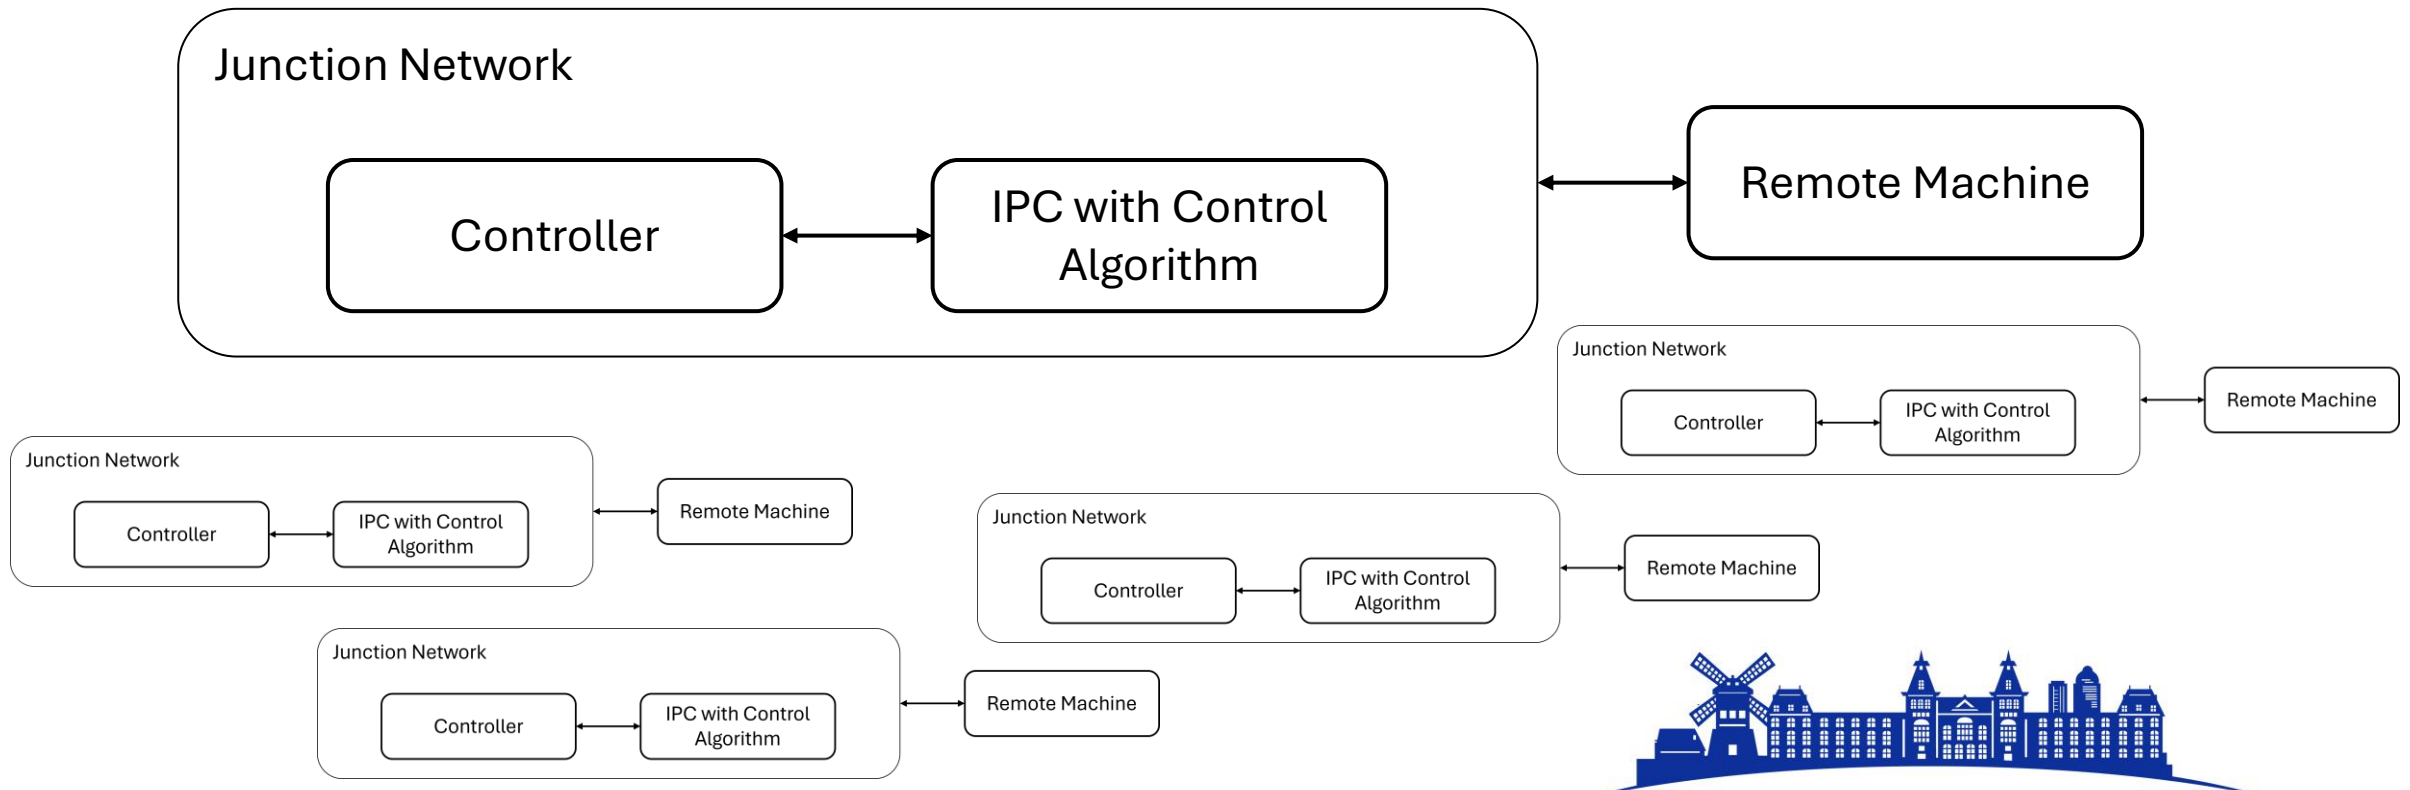 Junction Network
Controller
IPC with Control
Algorithm
Remote Machine
Junction Network
Controller
IPC with Control
Algorithm
Remote Machine
Junction Network
Controller
IPC with Control
Algorithm
Remote Machine
Junction Network
Controller
IPC with Control
Algorithm
Remote Machine
Junction Network
Controller
IPC with Control
Algorithm
Remote Machine